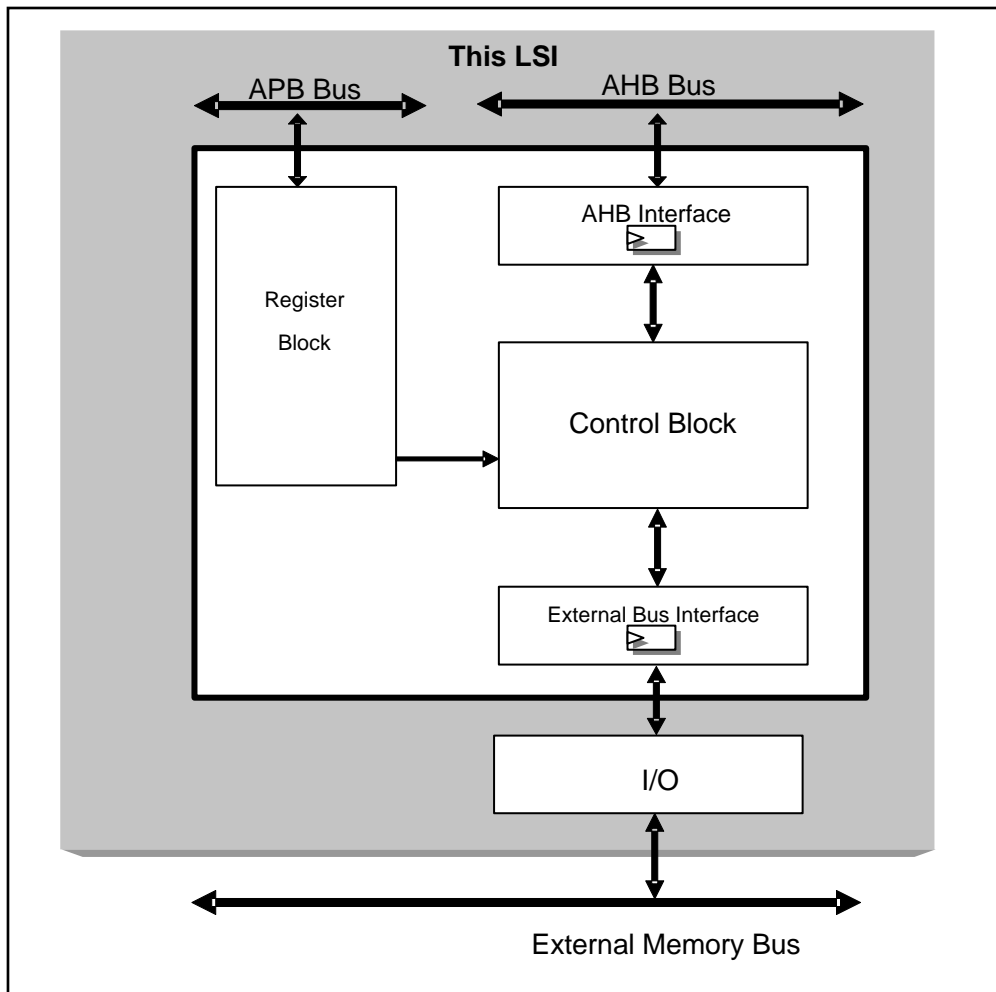 This LSI
APB Bus
AHB Bus
AHB Interface
Register
Block
Control Block
External Bus Interface
I/O
External Memory Bus